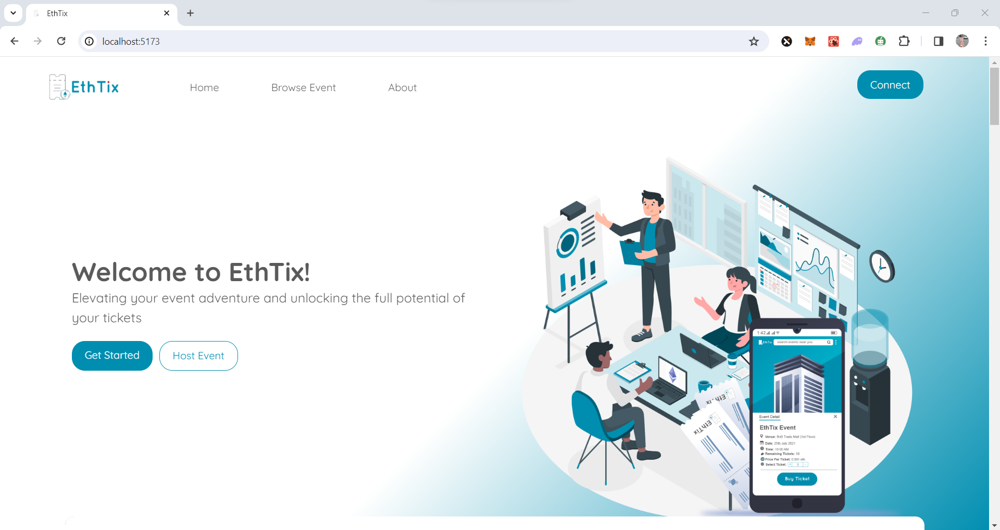 EthTix
localhost:5173
EthTix
Home
Browse Event
About
Connect
Welcome to EthTix!
Elevating your event adventure and unlocking the full potential of
your tickets
Get Started
Host Event
1:42
EthTix
search events near you
Event Detail
EthTix Event
Venue: BnB Trade Mall (3rd Floor)
Date: 25th July 2021
Time: 10:00 AM
Remaining Tickets: 50
Price Per Ticket: 0.001 eth
Select Ticket: + 5 -
Buy Ticket
EthTix
EthTix